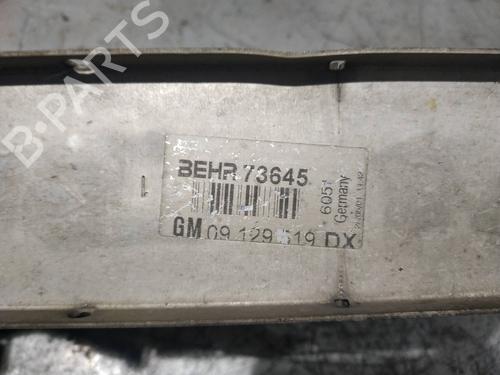 B-PARTS
BEHR 73645
6051
Germany
GM 09 129 519 DX